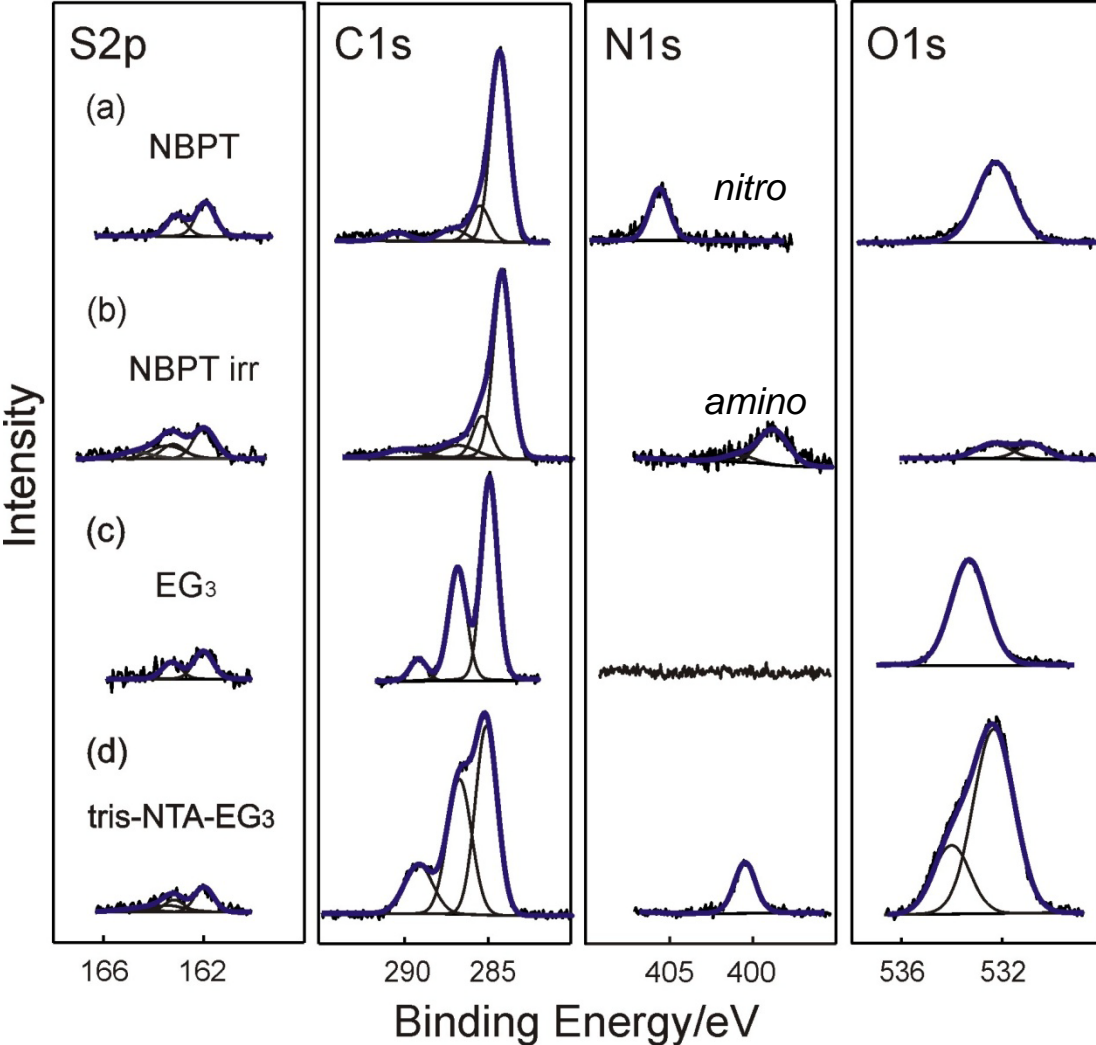 S2p
C1s
N1s
O1s
(a)
NBPT
nitro
(b)
NBPT irr
amino
(c)
EG3
(d)
tris-NTA-EG3
166 162
290 285
405 400
536 532
Intensity
Binding Energy/eV